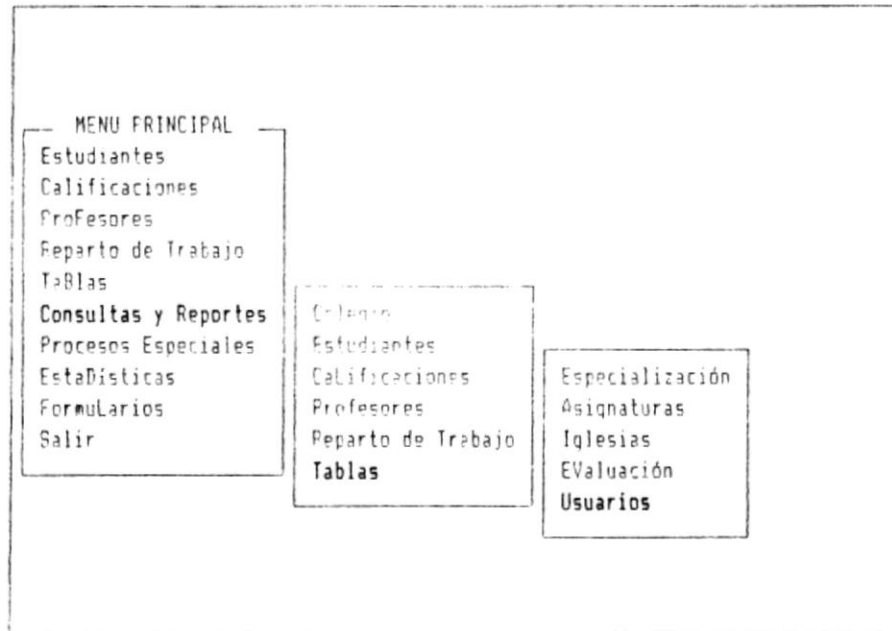 MENU PRINCIPAL
Estudiantes
Calificaciones
ProFesores
Reparto de Trabajo
TaBlas
Consultas y Reportes
Procesos Especiales
EstaDísticas
FormuLarios
Salir
Colegio
Estudiantes
CaLificaciones
Profesores
Reparto de Trabajo
Tablas
Especialización
Asignaturas
Iglesias
EValuación
Usuarios